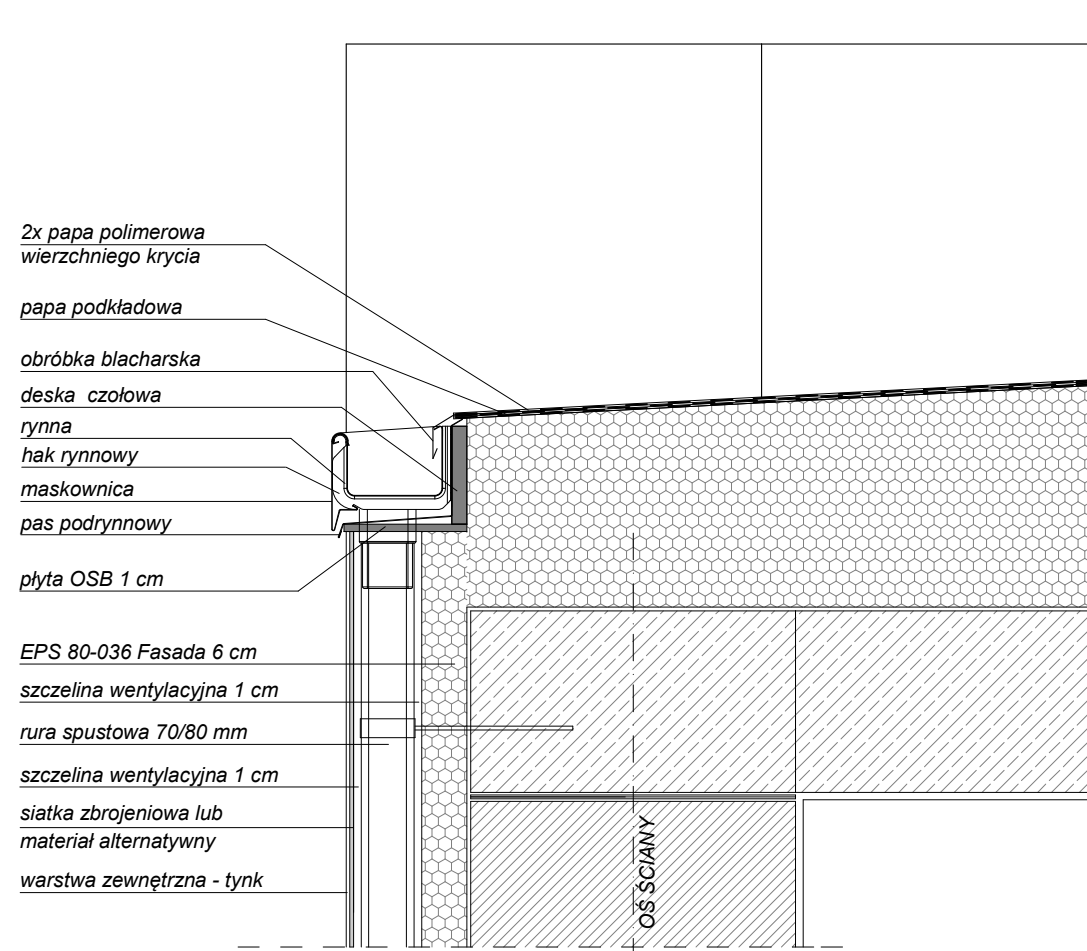 2x papa polimerowa
wierzchniego krycia
papa podkładowa
obróbka blacharska
deska czołowa
rynna
hak rynnowy
maskownica
pas podrynnowy
płyta OSB 1 cm
EPS 80-036 Fasada 6 cm
szczelina wentylacyjna 1 cm
rura spustowa 70/80 mm
szczelina wentylacyjna 1 cm
siatka zbrojeniowa lub
materiał alternatywny
warstwa zewnętrzna - tynk
OŚ ŚCIANY